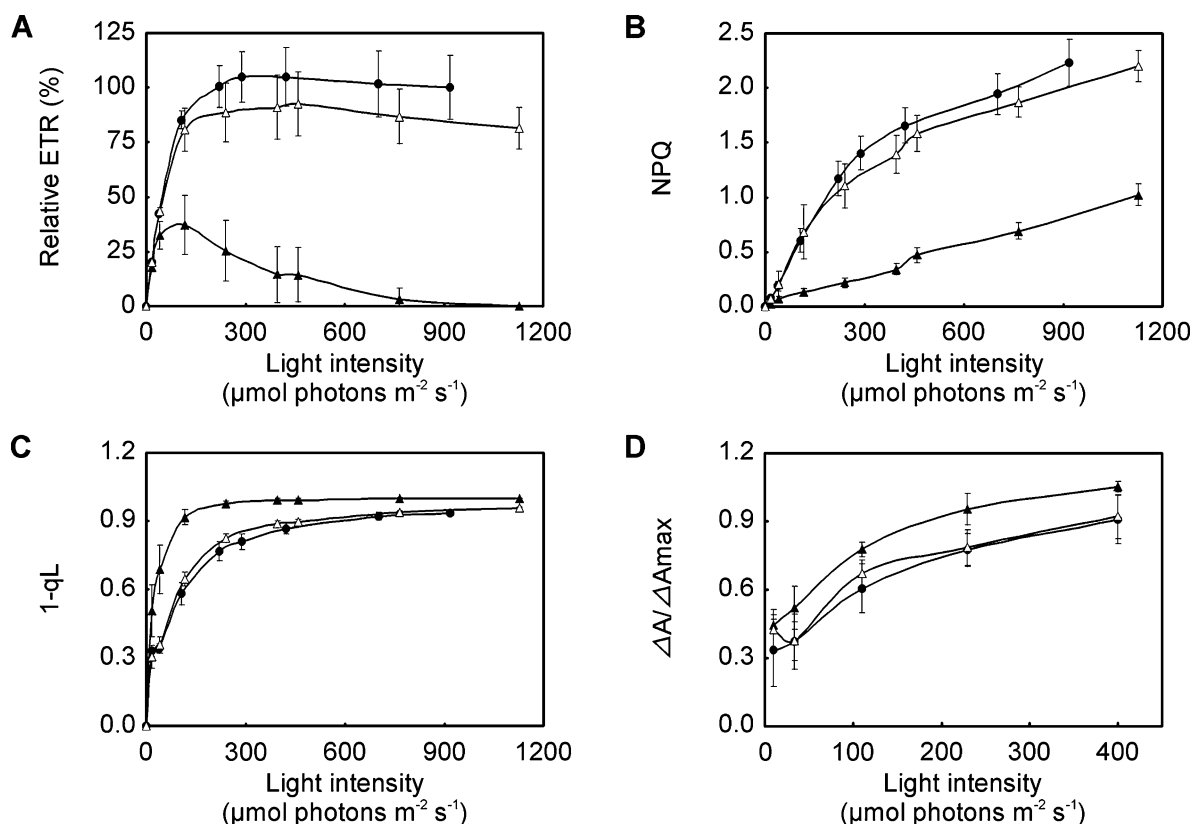 A
Relative ETR (%)
125
100
75
50
25
0
0 300 600 900 1200
Light intensity
(µmol photons m-2 s-1)
B
NPQ
2.5
2.0
1.5
1.0
0.5
0.0
0 300 600 900 1200
Light intensity
(µmol photons m-2 s-1)
C
1-qL
1.2
0.9
0.6
0.3
0.0
0 300 600 900 1200
Light intensity
(µmol photons m-2 s-1)
D
ΔA/ΔAmax
1.2
0.9
0.6
0.3
0.0
0 100 200 300 400
Light intensity
(µmol photons m-2 s-1)